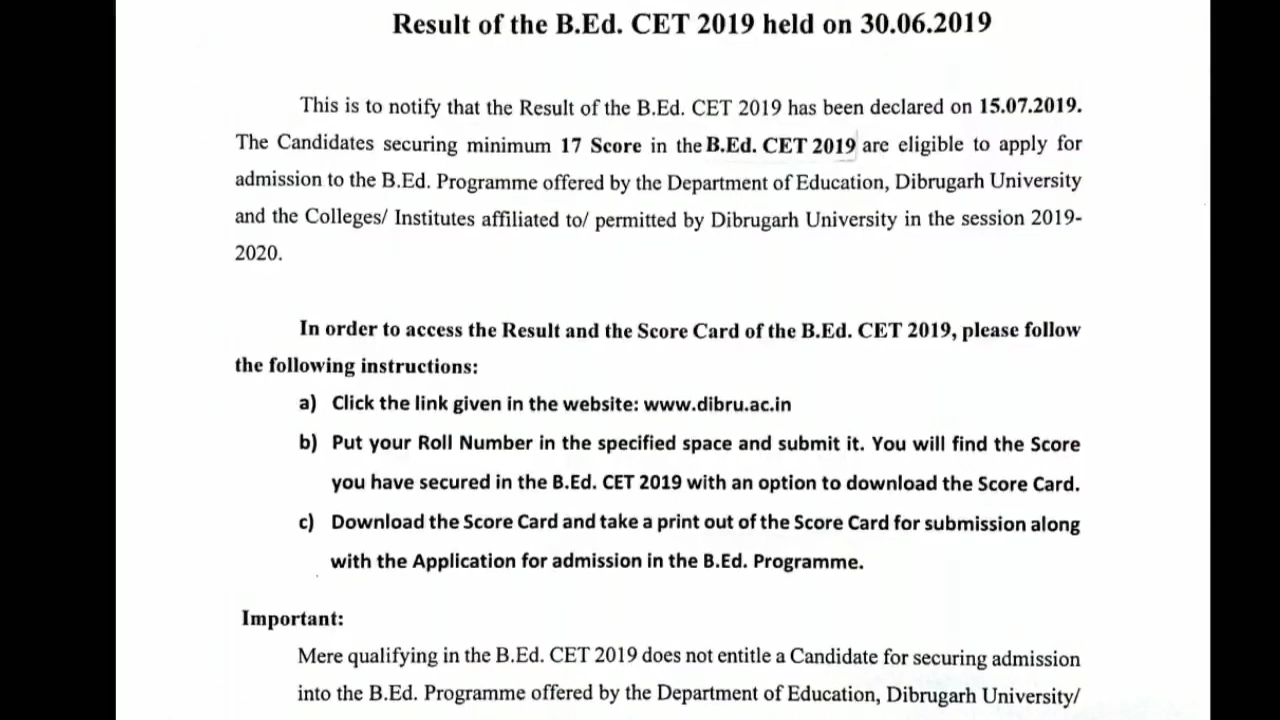 Result of the B.Ed. CET 2019 held on 30.06.2019
This is to notify that the Result of the B.Ed. CET 2019 has been declared on 15.07.2019.
The Candidates securing minimum 17 Score in the B.Ed. CET 2019 are eligible to apply for
admission to the B.Ed. Programme offered by the Department of Education, Dibrugarh University
and the Colleges/ Institutes affiliated to/ permitted by Dibrugarh University in the session 2019-
2020.
In order to access the Result and the Score Card of the B.Ed. CET 2019, please follow
the following instructions:
a) Click the link given in the website: www.dibru.ac.in
b) Put your Roll Number in the specified space and submit it. You will find the Score
you have secured in the B.Ed. CET 2019 with an option to download the Score Card.
c) Download the Score Card and take a print out of the Score Card for submission along
with the Application for admission in the B.Ed. Programme.
Important:
Mere qualifying in the B.Ed. CET 2019 does not entitle a Candidate for securing admission
into the B.Ed. Programme offered by the Department of Education, Dibrugarh University/